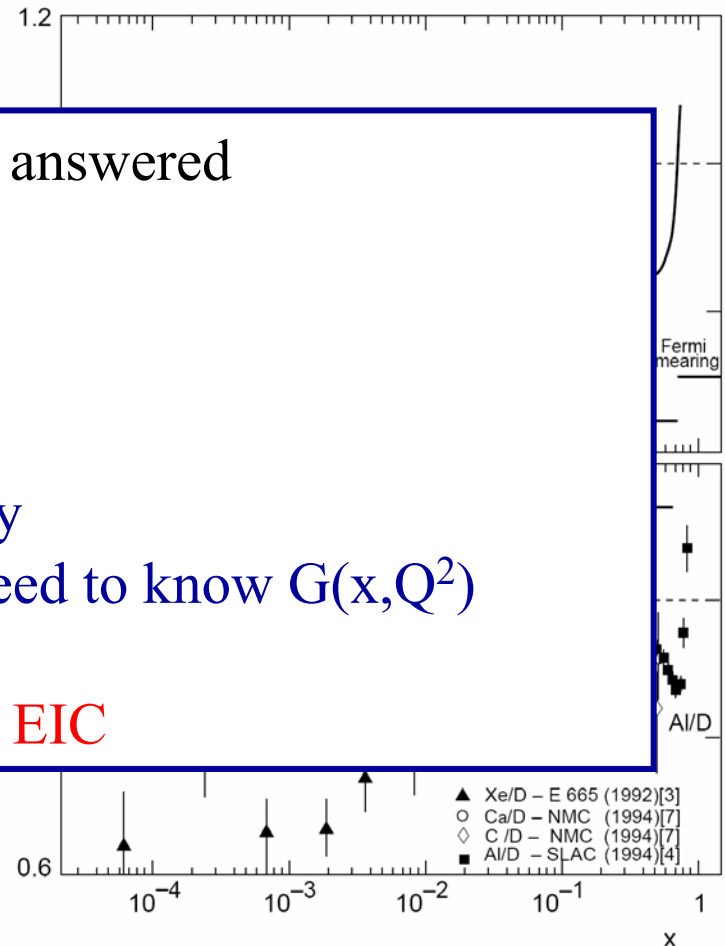 1.2
answered
Fermi
mearing
y
eed to know G(x,Q²)
EIC
Al/D
▲ Xe/D – E 665 (1992)[3]
○ Ca/D – NMC (1994)[7]
◇ C /D – NMC (1994)[7]
■ Al/D – SLAC (1994)[4]
0.6
10⁻⁴ 10⁻³ 10⁻² 10⁻¹ 1
x